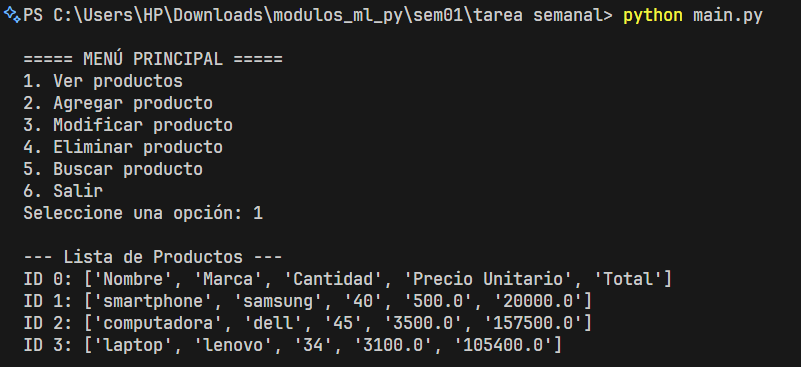 PS C:\Users\HP\Downloads\modulos_ml_py\sem01\tarea semanal> python main.py
===== MENÚ PRINCIPAL =====
1. Ver productos
2. Agregar producto
3. Modificar producto
4. Eliminar producto
5. Buscar producto
6. Salir
Seleccione una opción: 1
--- Lista de Productos ---
ID 0: ['Nombre', 'Marca', 'Cantidad', 'Precio Unitario', 'Total']
ID 1: ['smartphone', 'samsung', '40', '500.0', '20000.0']
ID 2: ['computadora', 'dell', '45', '3500.0', '157500.0']
ID 3: ['laptop', 'lenovo', '34', '3100.0', '105400.0']